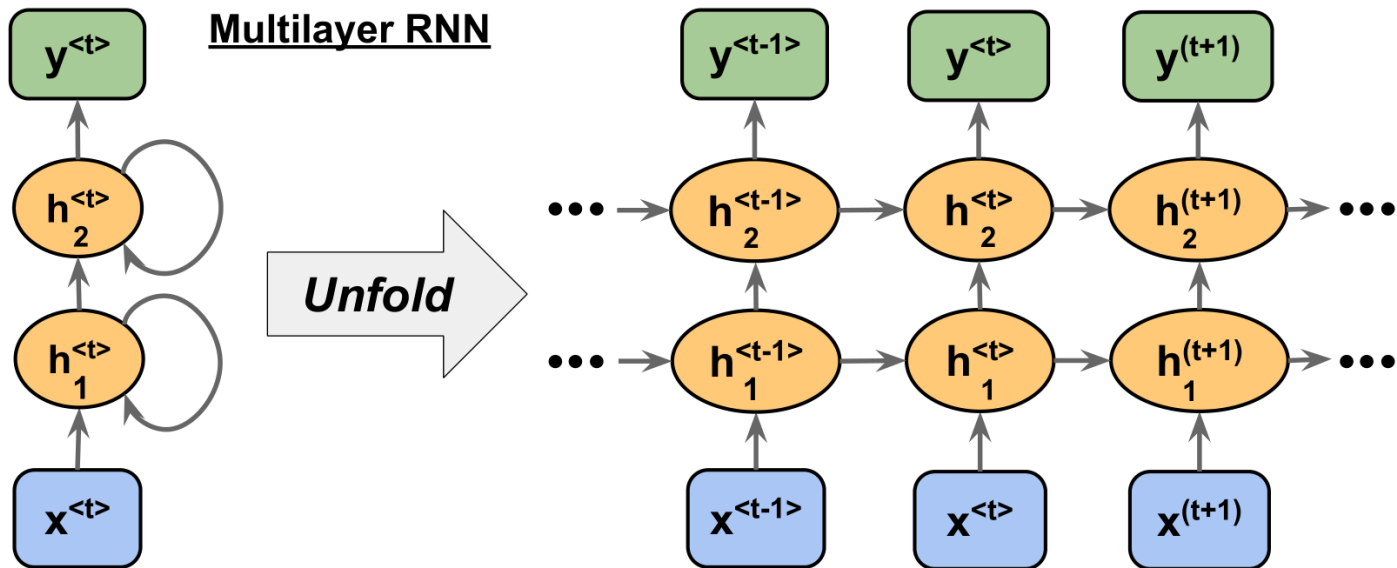 Multilayer RNN
y<t>
h<t>
2
h<t>
1
x<t>
Unfold
y<t-1> y<t> y(t+1)
••• h<t-1> h<t> h(t+1) •••
2 2 2
••• h<t-1> h<t> h(t+1) •••
1 1 1
x<t-1> x<t> x(t+1)